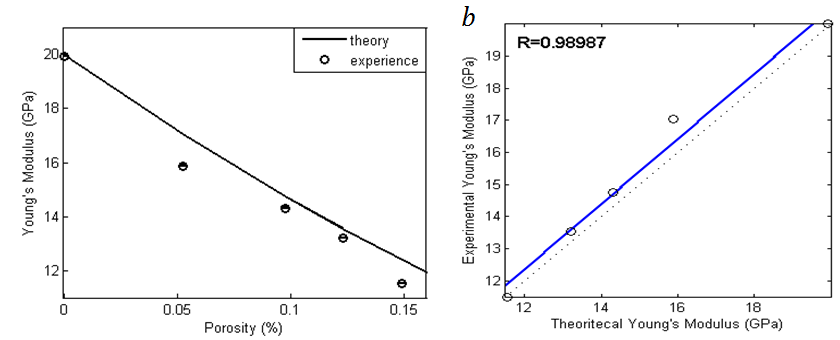 b
theory
experience
20
18
16
14
12
Young's Modulus (GPa)
0
0.05
0.1
0.15
Porosity (%)
R=0.98987
19
18
17
16
15
14
13
12
Experimental Young's Modulus (GPa)
12
14
16
18
Theoritecal Young's Modulus (GPa)